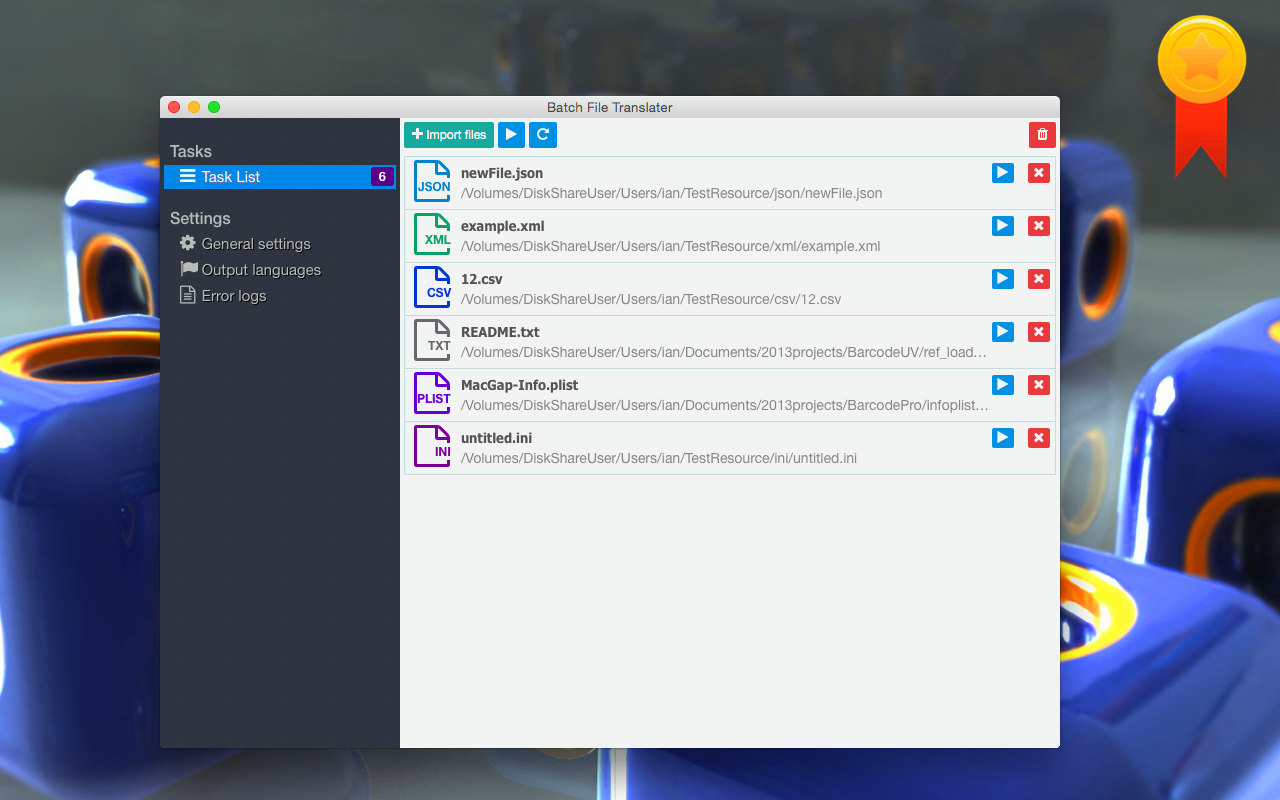 Batch File Translater
Tasks
Task List 6
Settings
General settings
Output languages
Error logs
Import files
JSON
newFile.json
/Volumes/DiskShareUser/Users/ian/TestResource/json/newFile.json
XML
example.xml
/Volumes/DiskShareUser/Users/ian/TestResource/xml/example.xml
CSV
12.csv
/Volumes/DiskShareUser/Users/ian/TestResource/csv/12.csv
TXT
README.txt
/Volumes/DiskShareUser/Users/ian/Documents/2013projects/BarcodeUV/ref_load…
PLIST
MacGap-Info.plist
/Volumes/DiskShareUser/Users/ian/Documents/2013projects/BarcodePro/infoplist…
INI
untitled.ini
/Volumes/DiskShareUser/Users/ian/TestResource/ini/untitled.ini